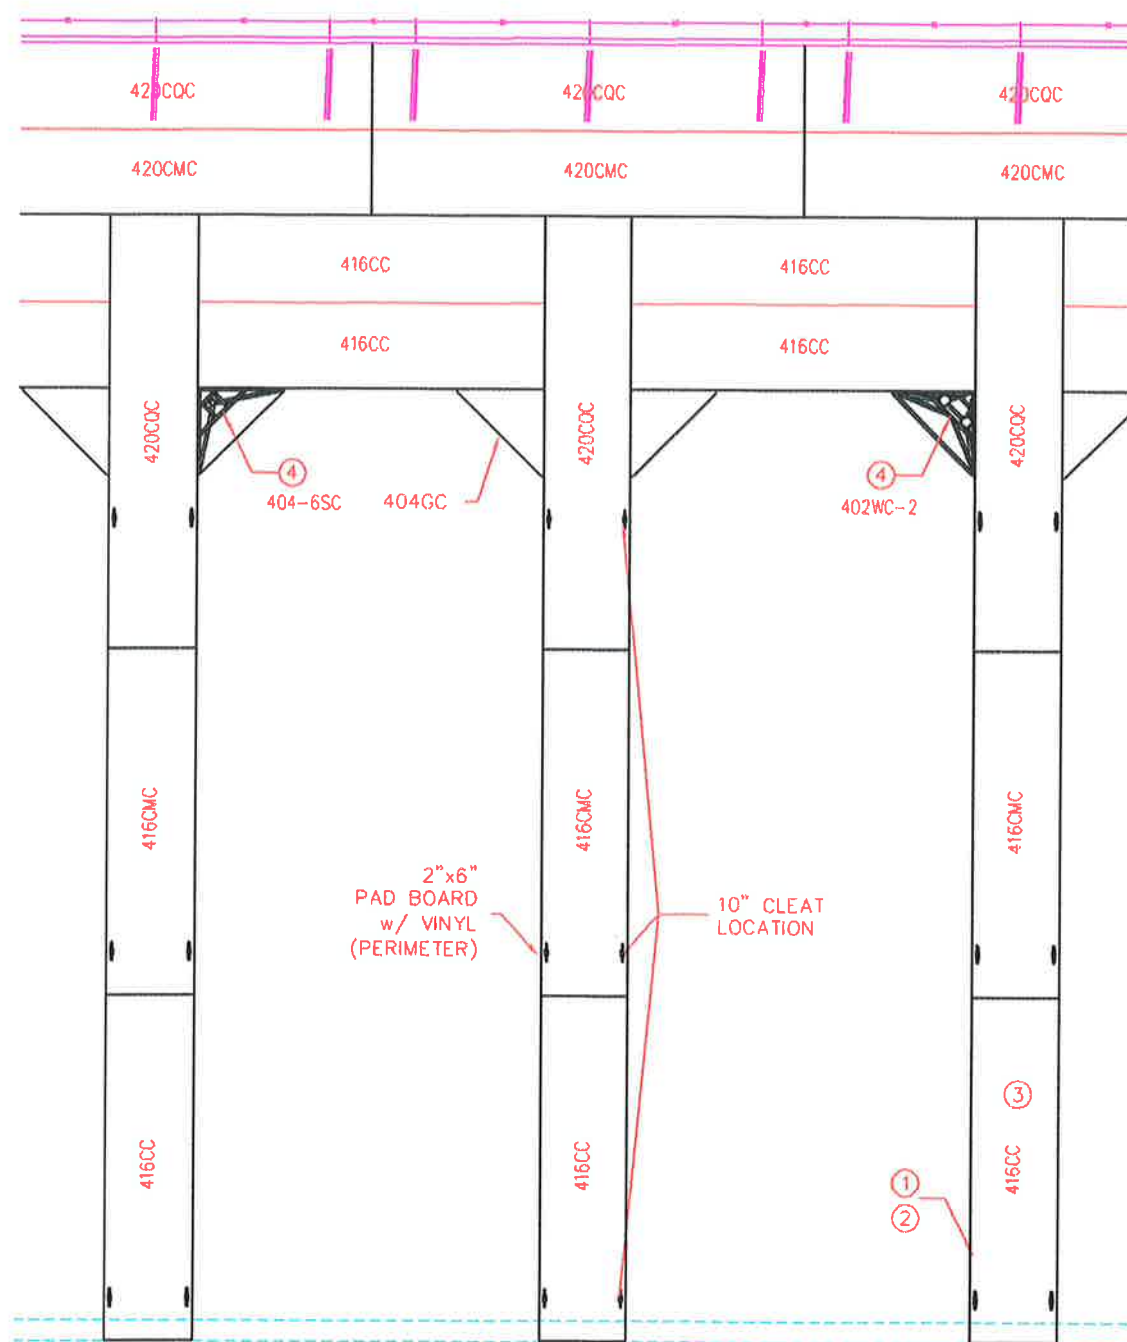 420CQC 420CQC 420CQC
420CMC 420CMC 420CMC
416CC 416CC
416CC 416CC
420CQC 420CQC 420CQC
4 4
404-6SC 404GC 402WC-2
416CMC 416CMC 416CMC
2"x6"
PAD BOARD
w/ VINYL
(PERIMETER)
10" CLEAT
LOCATION
3
416CC 416CC 416CC
1
2